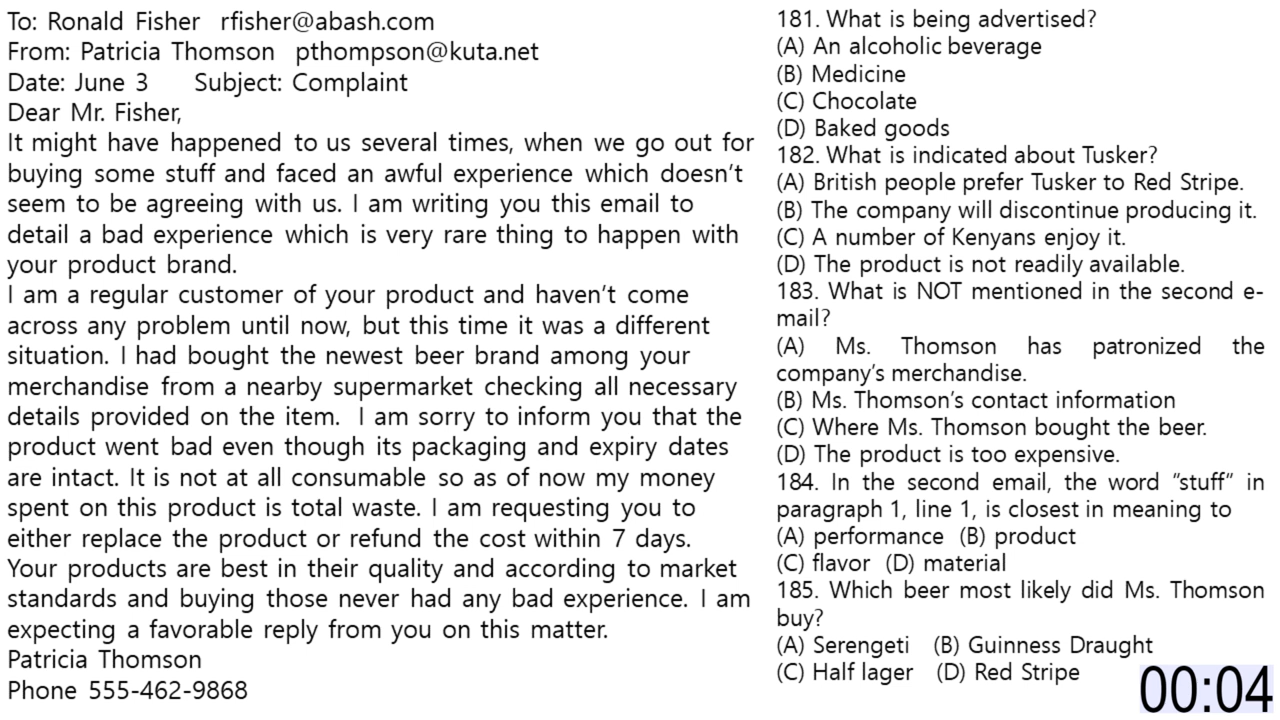 To: Ronald Fisher rfisher@abash.com
From: Patricia Thomson pthompson@kuta.net
Date: June 3 Subject: Complaint
Dear Mr. Fisher,
It might have happened to us several times, when we go out for
buying some stuff and faced an awful experience which doesn't
seem to be agreeing with us. I am writing you this email to
detail a bad experience which is very rare thing to happen with
your product brand.
I am a regular customer of your product and haven't come
across any problem until now, but this time it was a different
situation. I had bought the newest beer brand among your
merchandise from a nearby supermarket checking all necessary
details provided on the item. I am sorry to inform you that the
product went bad even though its packaging and expiry dates
are intact. It is not at all consumable so as of now my money
spent on this product is total waste. I am requesting you to
either replace the product or refund the cost within 7 days.
Your products are best in their quality and according to market
standards and buying those never had any bad experience. I am
expecting a favorable reply from you on this matter.
Patricia Thomson
Phone 555-462-9868
181. What is being advertised?
(A) An alcoholic beverage
(B) Medicine
(C) Chocolate
(D) Baked goods
182. What is indicated about Tusker?
(A) British people prefer Tusker to Red Stripe.
(B) The company will discontinue producing it.
(C) A number of Kenyans enjoy it.
(D) The product is not readily available.
183. What is NOT mentioned in the second e-
mail?
(A) Ms. Thomson has patronized the
company's merchandise.
(B) Ms. Thomson's contact information
(C) Where Ms. Thomson bought the beer.
(D) The product is too expensive.
184. In the second email, the word "stuff" in
paragraph 1, line 1, is closest in meaning to
(A) performance (B) product
(C) flavor (D) material
185. Which beer most likely did Ms. Thomson
buy?
(A) Serengeti (B) Guinness Draught
(C) Half lager (D) Red Stripe
00:04